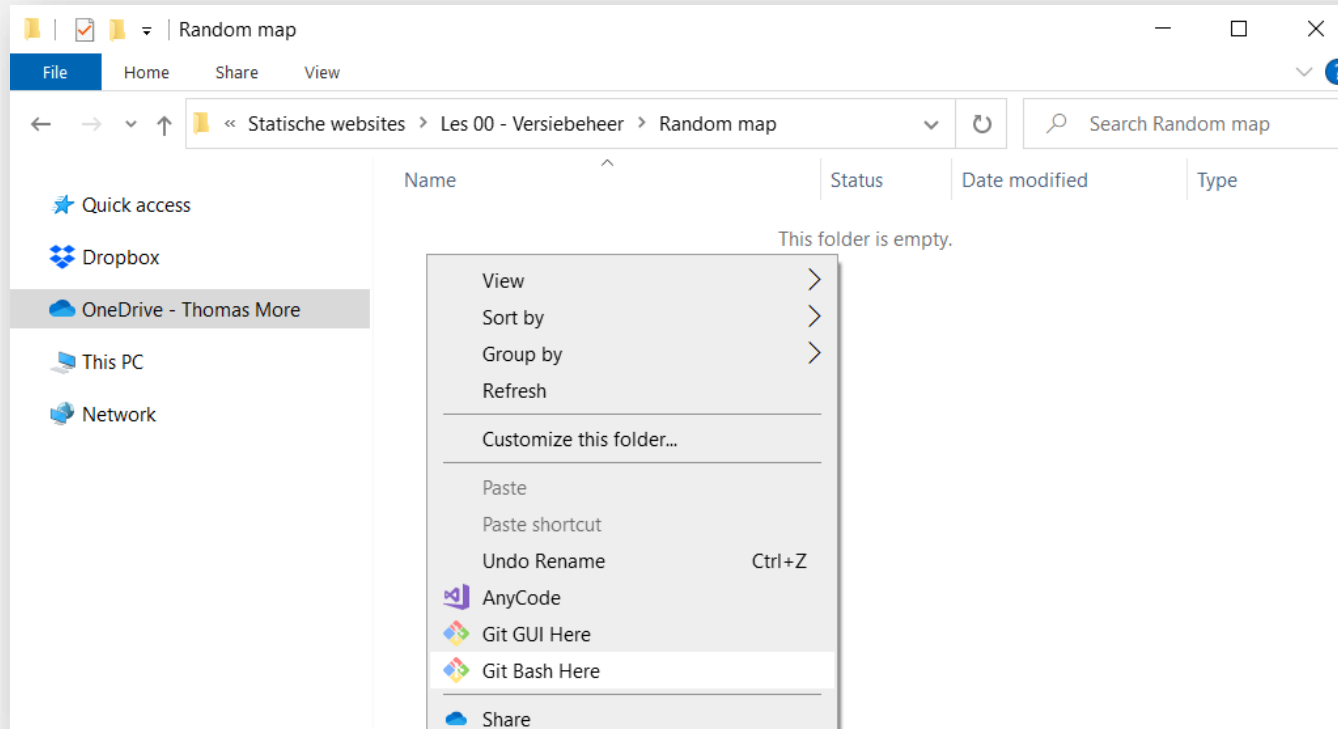 Random map
File Home Share View
« Statische websites > Les 00 - Versiebeheer > Random map Search Random map
Name Status Date modified Type
Quick access
This folder is empty.
Dropbox
OneDrive - Thomas More
This PC
Network
View
Sort by
Group by
Refresh
Customize this folder...
Paste
Paste shortcut
Undo Rename Ctrl+Z
AnyCode
Git GUI Here
Git Bash Here
Share